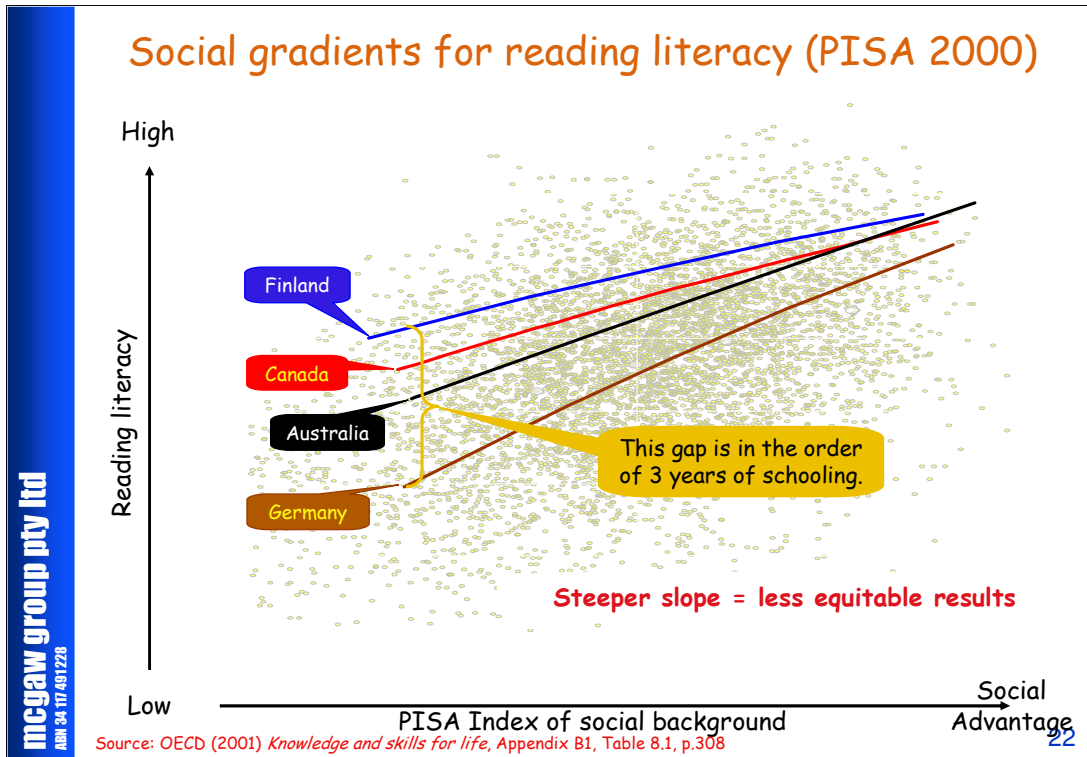 Social gradients for reading literacy (PISA 2000)
High
Finland
Canada
Australia
Germany
This gap is in the order
of 3 years of schooling.
Reading literacy
Steeper slope = less equitable results
Low
PISA Index of social background
Social
Advantage
Source: OECD (2001) Knowledge and skills for life, Appendix B1, Table 8.1, p.308
22
mcgaw group pty ltd
ABN 34 117 491 228